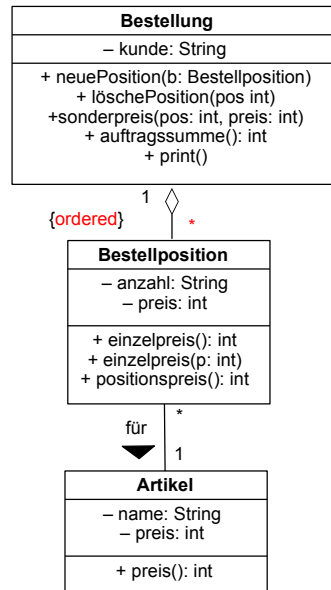 Bestellung
– kunde: String
+ neuePosition(b: Bestellposition)
+ löschePosition(pos int)
+sonderpreis(pos: int, preis: int)
+ auftragssumme(): int
+ print()
1
{ordered} *
Bestellposition
– anzahl: String
– preis: int
+ einzelpreis(): int
+ einzelpreis(p: int)
+ positionspreis(): int
*
für
1
Artikel
– name: String
– preis: int
+ preis(): int